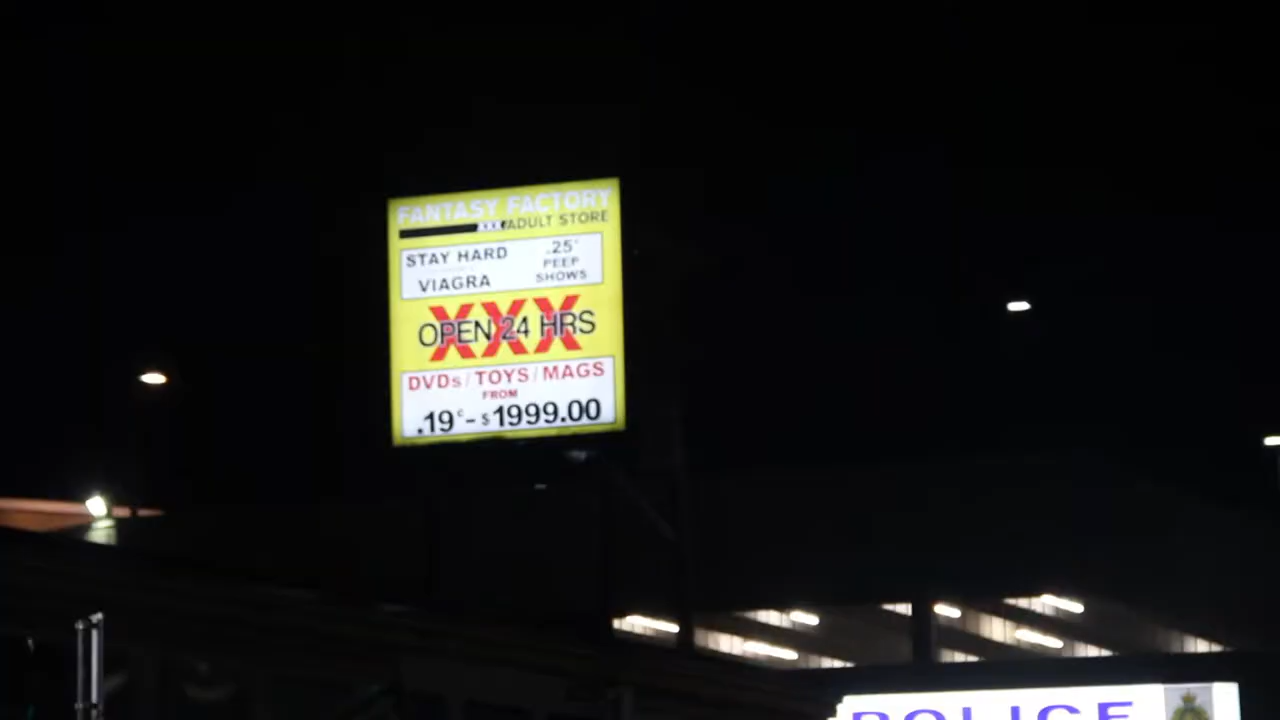 FANTASY FACTORY
XXX ADULT STORE
STAY HARD
VIAGRA
.25¢
PEEP
SHOWS
XXX
OPEN 24 HRS
DVDs/TOYS/MAGS
FROM
.19¢-$1999.00
POLICE